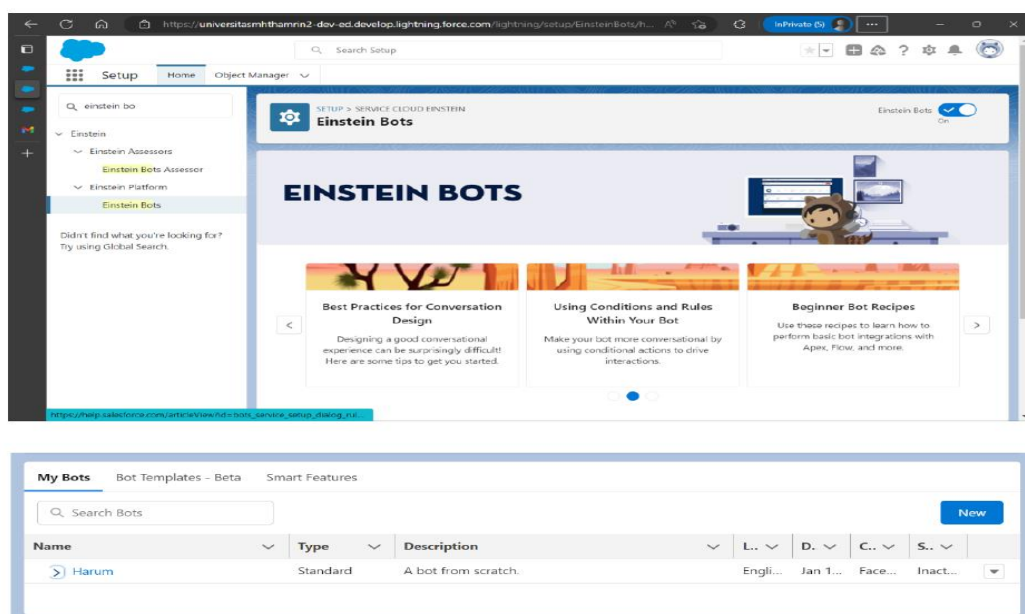 https://universitasmhthamrin2-dev-ed.develop.lightning.force.com/lightning/setup/EinsteinBots/h...
InPrivate (5)
Search Setup
Setup
Home
Object Manager
einstein bo
Einstein
Einstein Assessors
Einstein Bots Assessor
Einstein Platform
Einstein Bots
Didn't find what you're looking for?
Try using Global Search.
SETUP > SERVICE CLOUD EINSTEIN
Einstein Bots
Einstein Bots
On
EINSTEIN BOTS
Best Practices for Conversation
Design
Designing a good conversational
experience can be surprisingly difficult!
Here are some tips to get you started.
Using Conditions and Rules
Within Your Bot
Make your bot more conversational by
using conditional actions to drive
interactions.
Beginner Bot Recipes
Use these recipes to learn how to
perform basic bot integrations with
Apex, Flow, and more.
https://help.salesforce.com/articleView?id=bots_service_setup_dialog_rul...
My Bots Bot Templates - Beta Smart Features
Search Bots
New
Name Type Description L.. D. C.. S..
Harum Standard A bot from scratch. Engli... Jan 1... Face... Inact...